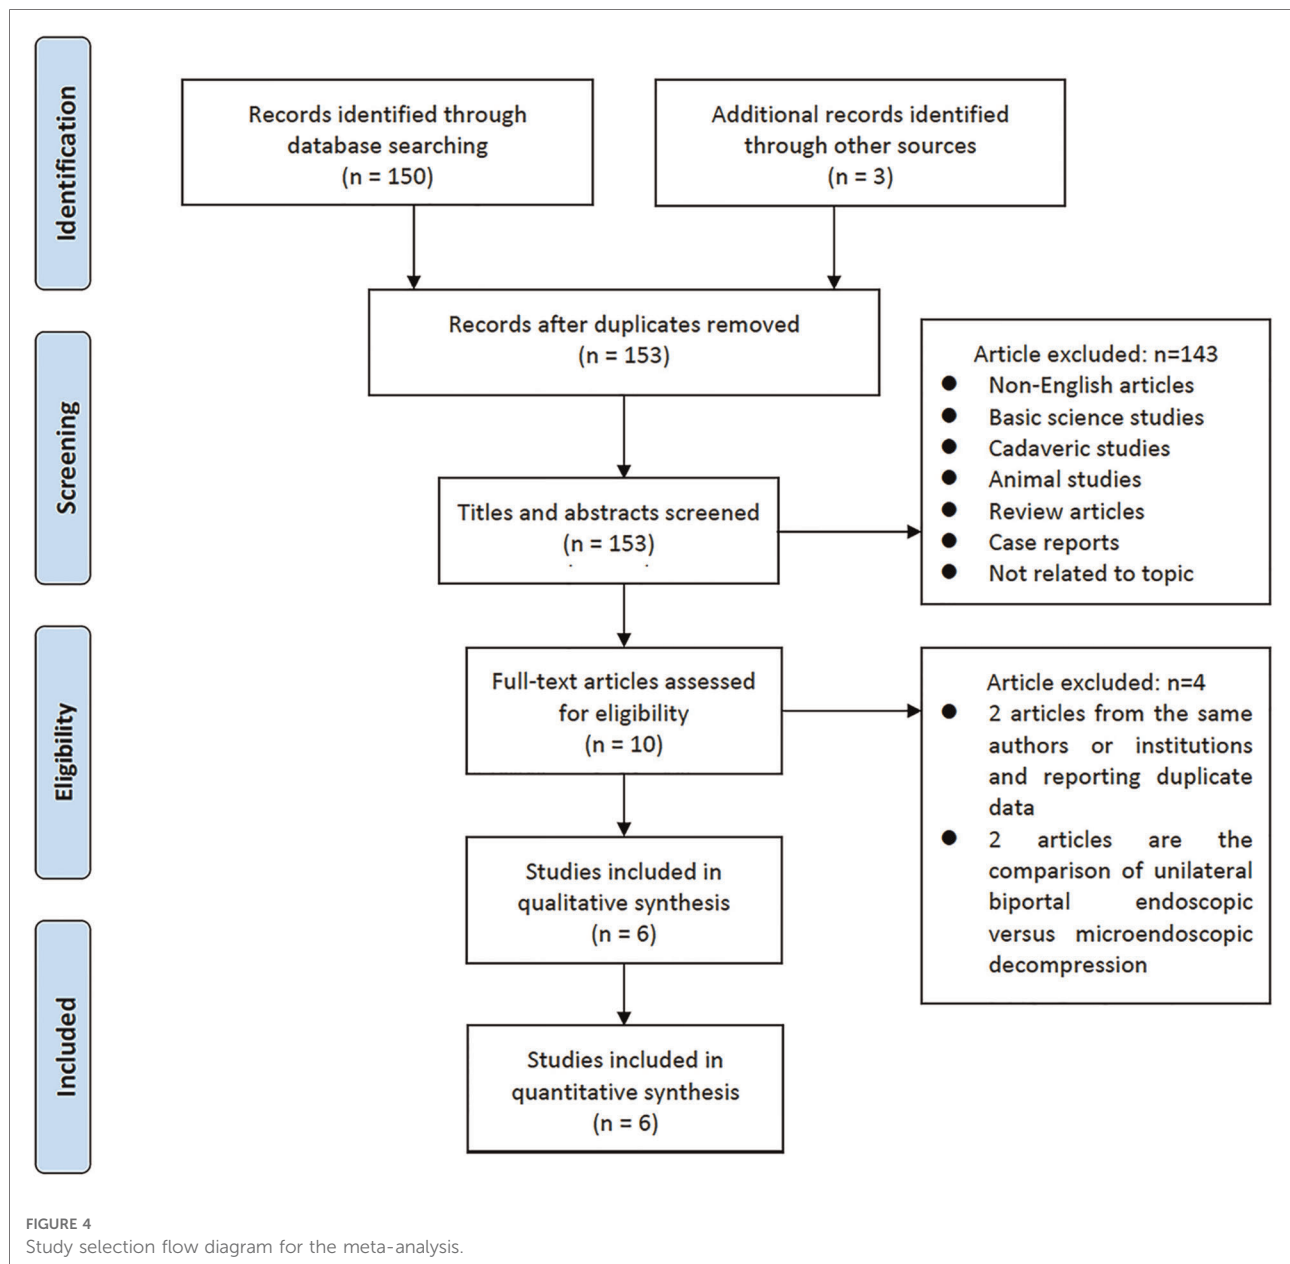 Identification
Records identified through
database searching
(n = 150)
Additional records identified
through other sources
(n = 3)
Records after duplicates removed
(n = 153)
Screening
Titles and abstracts screened
(n = 153)
Article excluded: n=143
● Non-English articles
● Basic science studies
● Cadaveric studies
● Animal studies
● Review articles
● Case reports
● Not related to topic
Eligibility
Full-text articles assessed
for eligibility
(n = 10)
Article excluded: n=4
● 2 articles from the same
authors or institutions
and reporting duplicate
data
● 2 articles are the
comparison of unilateral
biportal endoscopic
versus microendoscopic
decompression
Studies included in
qualitative synthesis
(n = 6)
Included
Studies included in
quantitative synthesis
(n = 6)
FIGURE 4
Study selection flow diagram for the meta-analysis.